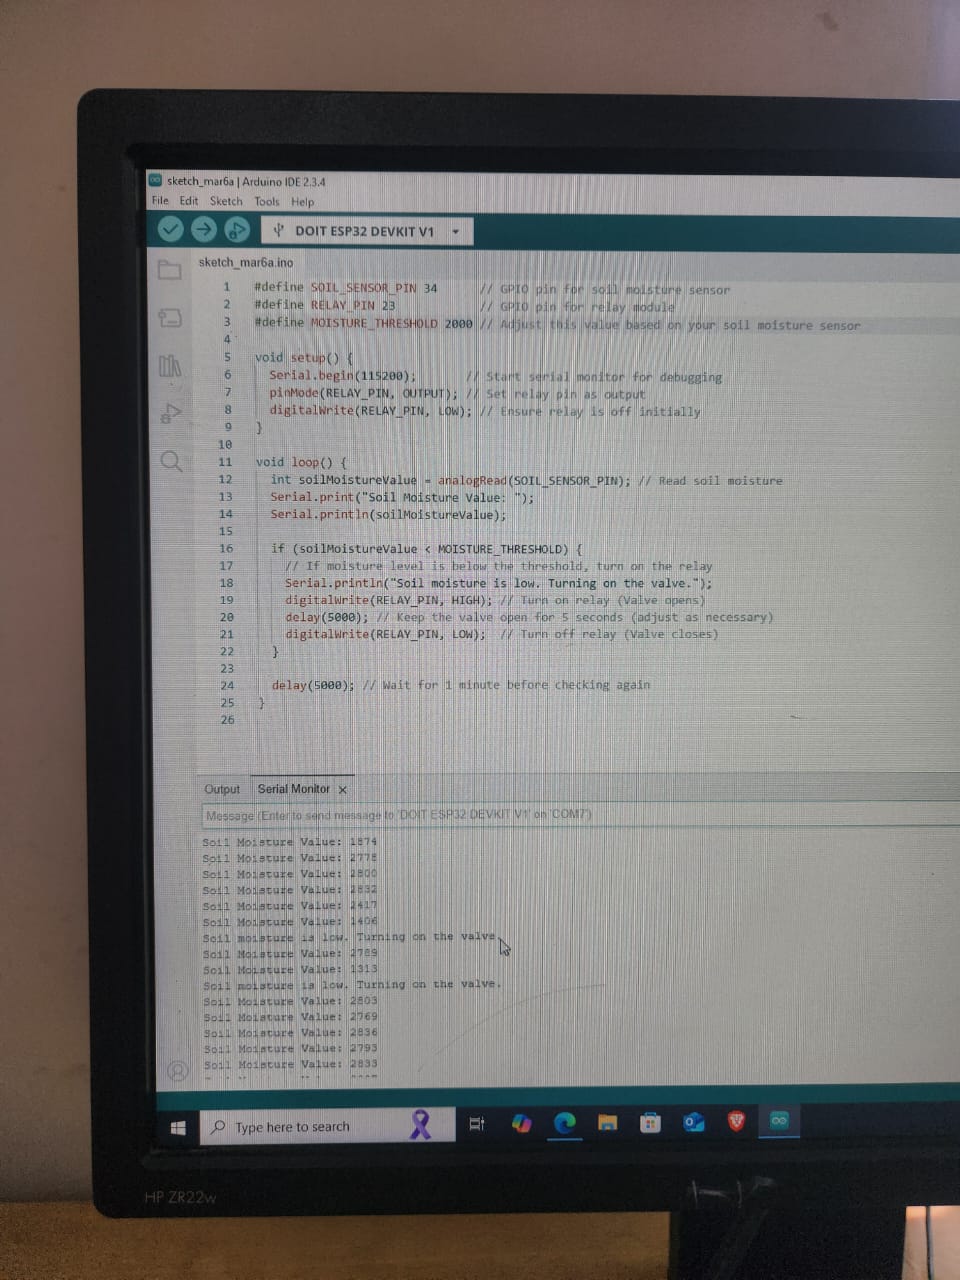 sketch_mar6a | Arduino IDE 2.3.4
File Edit Sketch Tools Help
DOIT ESP32 DEVKIT V1
sketch_mar6a.ino
1 #define SOIL_SENSOR_PIN 34 // GPIO pin for soil moisture sensor
2 #define RELAY_PIN 23 // GPIO pin for relay module
3 #define MOISTURE_THRESHOLD 2000 // Adjust this value based on your soil moisture sensor
4
5 void setup() {
6 Serial.begin(115200); // Start serial monitor for debugging
7 pinMode(RELAY_PIN, OUTPUT); // Set relay pin as output
8 digitalWrite(RELAY_PIN, LOW); // Ensure relay is off initially
9 }
10
11 void loop() {
12 int soilMoistureValue = analogRead(SOIL_SENSOR_PIN); // Read soil moisture
13 Serial.print("Soil Moisture Value: ");
14 Serial.println(soilMoistureValue);
15
16 if (soilMoistureValue < MOISTURE_THRESHOLD) {
17 // If moisture level is below the threshold, turn on the relay
18 Serial.println("Soil moisture is low. Turning on the valve.");
19 digitalWrite(RELAY_PIN, HIGH); // Turn on relay (Valve opens)
20 delay(5000); // Keep the valve open for 5 seconds (adjust as necessary)
21 digitalWrite(RELAY_PIN, LOW); // Turn off relay (Valve closes)
22 }
23
24 delay(5000); // Wait for 1 minute before checking again
25 }
26
Output Serial Monitor
Message (Enter to send message to 'DOIT ESP32 DEVKIT V1' on 'COM7')
Soil Moisture Value: 1874
Soil Moisture Value: 2778
Soil Moisture Value: 2800
Soil Moisture Value: 2832
Soil Moisture Value: 2417
Soil Moisture Value: 1406
Soil moisture is low. Turning on the valve.
Soil Moisture Value: 2789
Soil Moisture Value: 1313
Soil moisture is low. Turning on the valve.
Soil Moisture Value: 2803
Soil Moisture Value: 2769
Soil Moisture Value: 2836
Soil Moisture Value: 2793
Soil Moisture Value: 2833
Type here to search
HP ZR22w